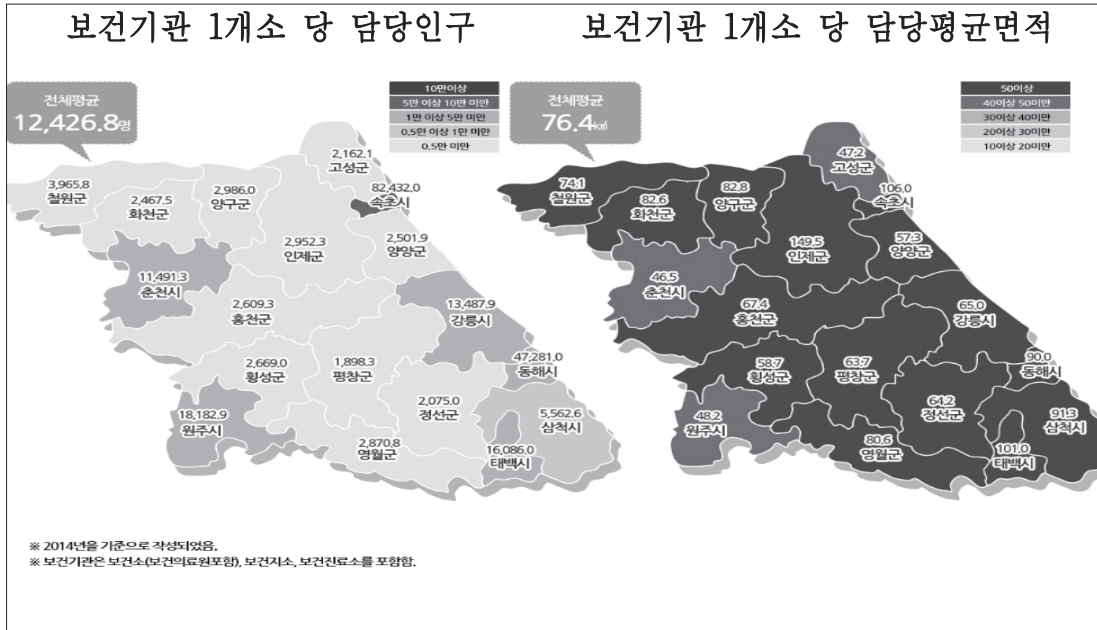 보건기관 1개소 당 담당인구
전체평균
12,426.8명
10만이상
5만 이상 10만 미만
1만 이상 5만 미만
0.5만 이상 1만 미만
0.5만 미만
2,162.1
고성군
3,965.8
철원군
2,986.0
양구군
82,432.0
속초시
2,467.5
화천군
2,952.3
인제군
2,501.9
양양군
11,491.3
춘천시
2,609.3
홍천군
13,487.9
강릉시
2,669.0
횡성군
1,898.3
평창군
47,281.0
동해시
2,075.0
정선군
18,182.9
원주시
5,562.6
삼척시
2,870.8
영월군
16,086.0
태백시
보건기관 1개소 당 담당평균면적
전체평균
76.4㎢
50이상
40이상 50미만
30이상 40미만
20이상 30미만
10이상 20미만
47.2
고성군
74.1
철원군
82.8
양구군
106.0
속초시
82.6
화천군
149.5
인제군
57.3
양양군
46.5
춘천시
67.4
홍천군
65.0
강릉시
58.7
횡성군
63.7
평창군
90.0
동해시
64.2
정선군
48.2
원주시
91.3
삼척시
80.6
영월군
101.0
태백시
※ 2014년을 기준으로 작성되었음.
※ 보건기관은 보건소(보건의료원포함), 보건지소, 보건진료소를 포함함.